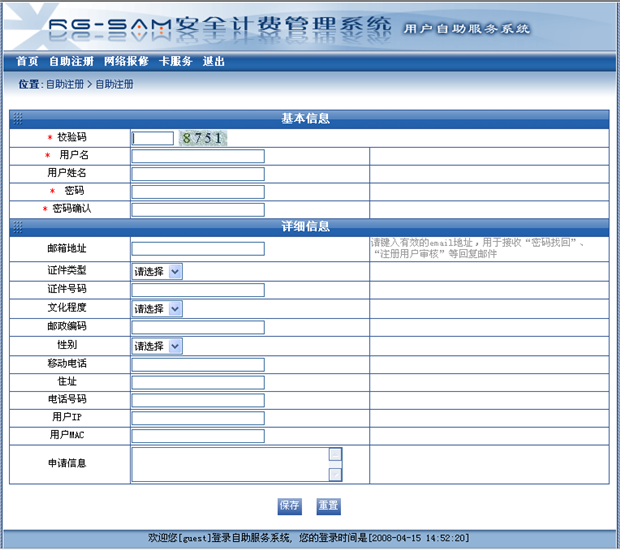 RG-SAM安全计费管理系统 用户自助服务系统
首页 自助注册 网络报修 卡服务 退出
位置:自助注册 > 自助注册
基本信息
* 校验码 8751
* 用户名
用户姓名
* 密码
* 密码确认
详细信息
邮箱地址 请键入有效的email地址，用于接收“密码找回”、
“注册用户审核”等回复邮件
证件类型 请选择
证件号码
文化程度 请选择
邮政编码
性别 请选择
移动电话
住址
电话号码
用户IP
用户MAC
申请信息
保存 重置
欢迎您[guest]登录自助服务系统, 您的登录时间是[2008-04-15 14:52:20]